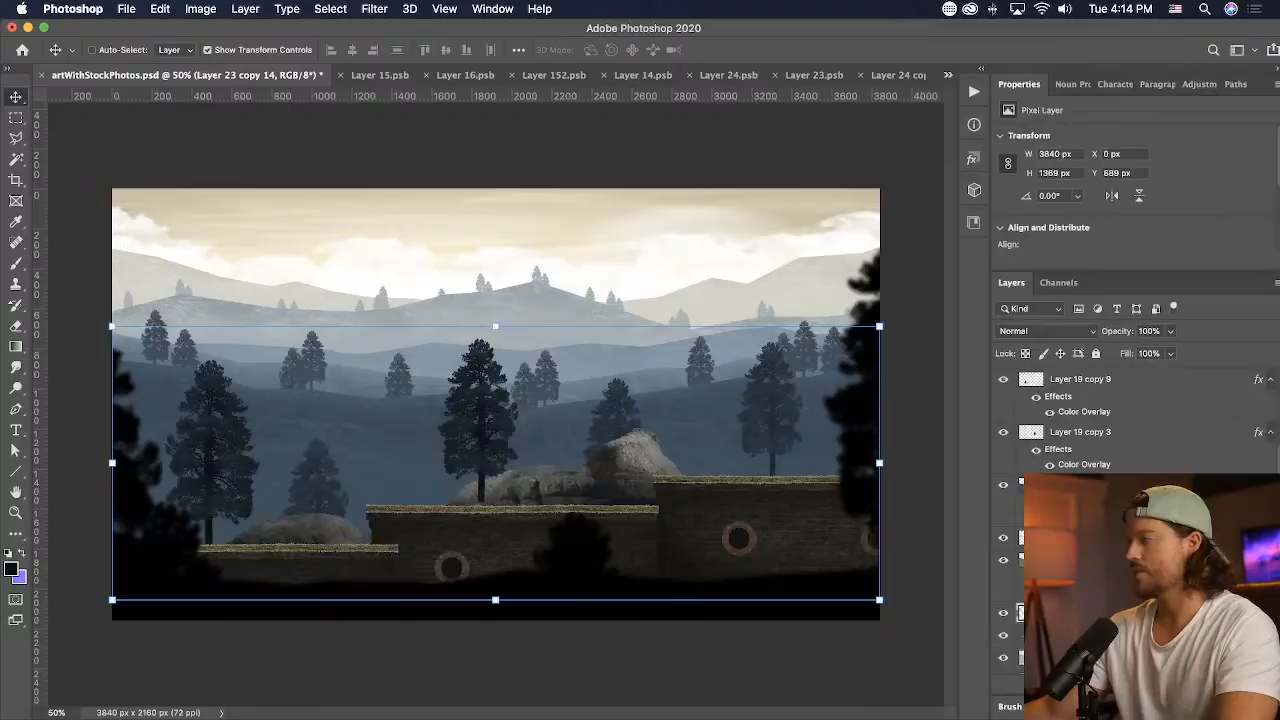 Photoshop File Edit Image Layer Type Select Filter 3D View Window Help Tue 4:14 PM
Adobe Photoshop 2020
Auto-Select: Layer Show Transform Controls 3D Mode:
artWithStockPhotos.psd @ 50% (Layer 23 copy 14, RGB/8*) * Layer 15.psb Layer 16.psb Layer 152.psb Layer 14.psb Layer 24.psb Layer 23.psb Layer 24 cop
200 0 200 400 600 800 1000 1200 1400 1600 1800 2000 2200 2400 2600 2800 3000 3200 3400 3600 3800 4000
Properties Noun Pr Characte Paragrap Adjustm Paths
Pixel Layer
Transform
W 3840 px X 0 px
H 1369 px Y 689 px
0.00°
Align and Distribute
Align:
Layers Channels
Kind
Normal Opacity: 100%
Lock: Fill: 100%
Layer 19 copy 9 fx
Effects
Color Overlay
Layer 19 copy 3 fx
Effects
Color Overlay
Brush
50% 3840 px x 2160 px (72 ppi)